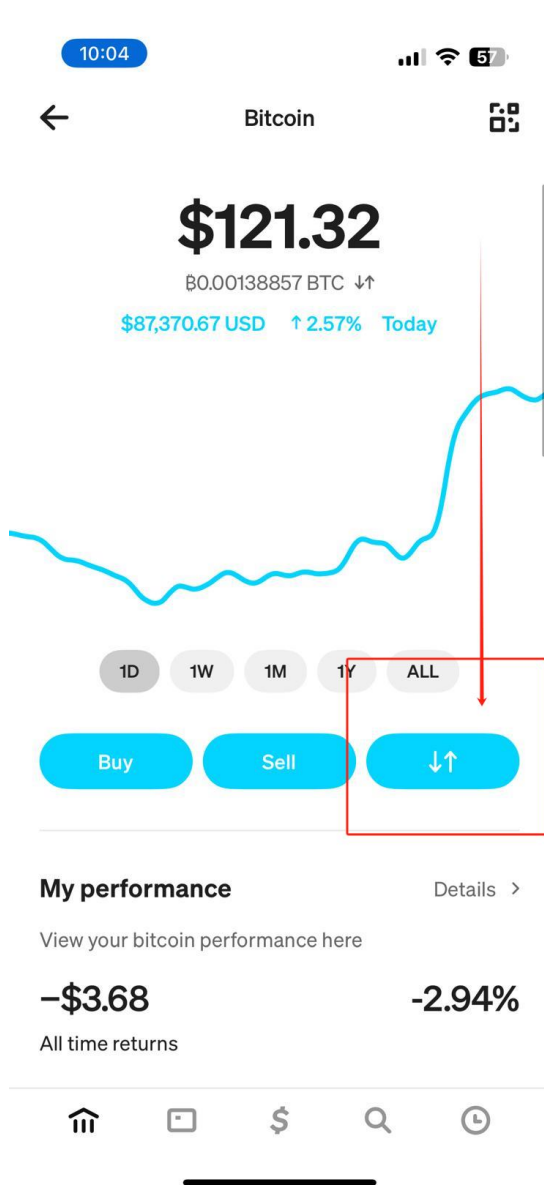 10:04
57
Bitcoin
$121.32
₿0.00138857 BTC ↓↑
$87,370.67 USD ↑ 2.57% Today
1D 1W 1M 1Y ALL
Buy Sell ↓↑
My performance Details >
View your bitcoin performance here
–$3.68 -2.94%
All time returns